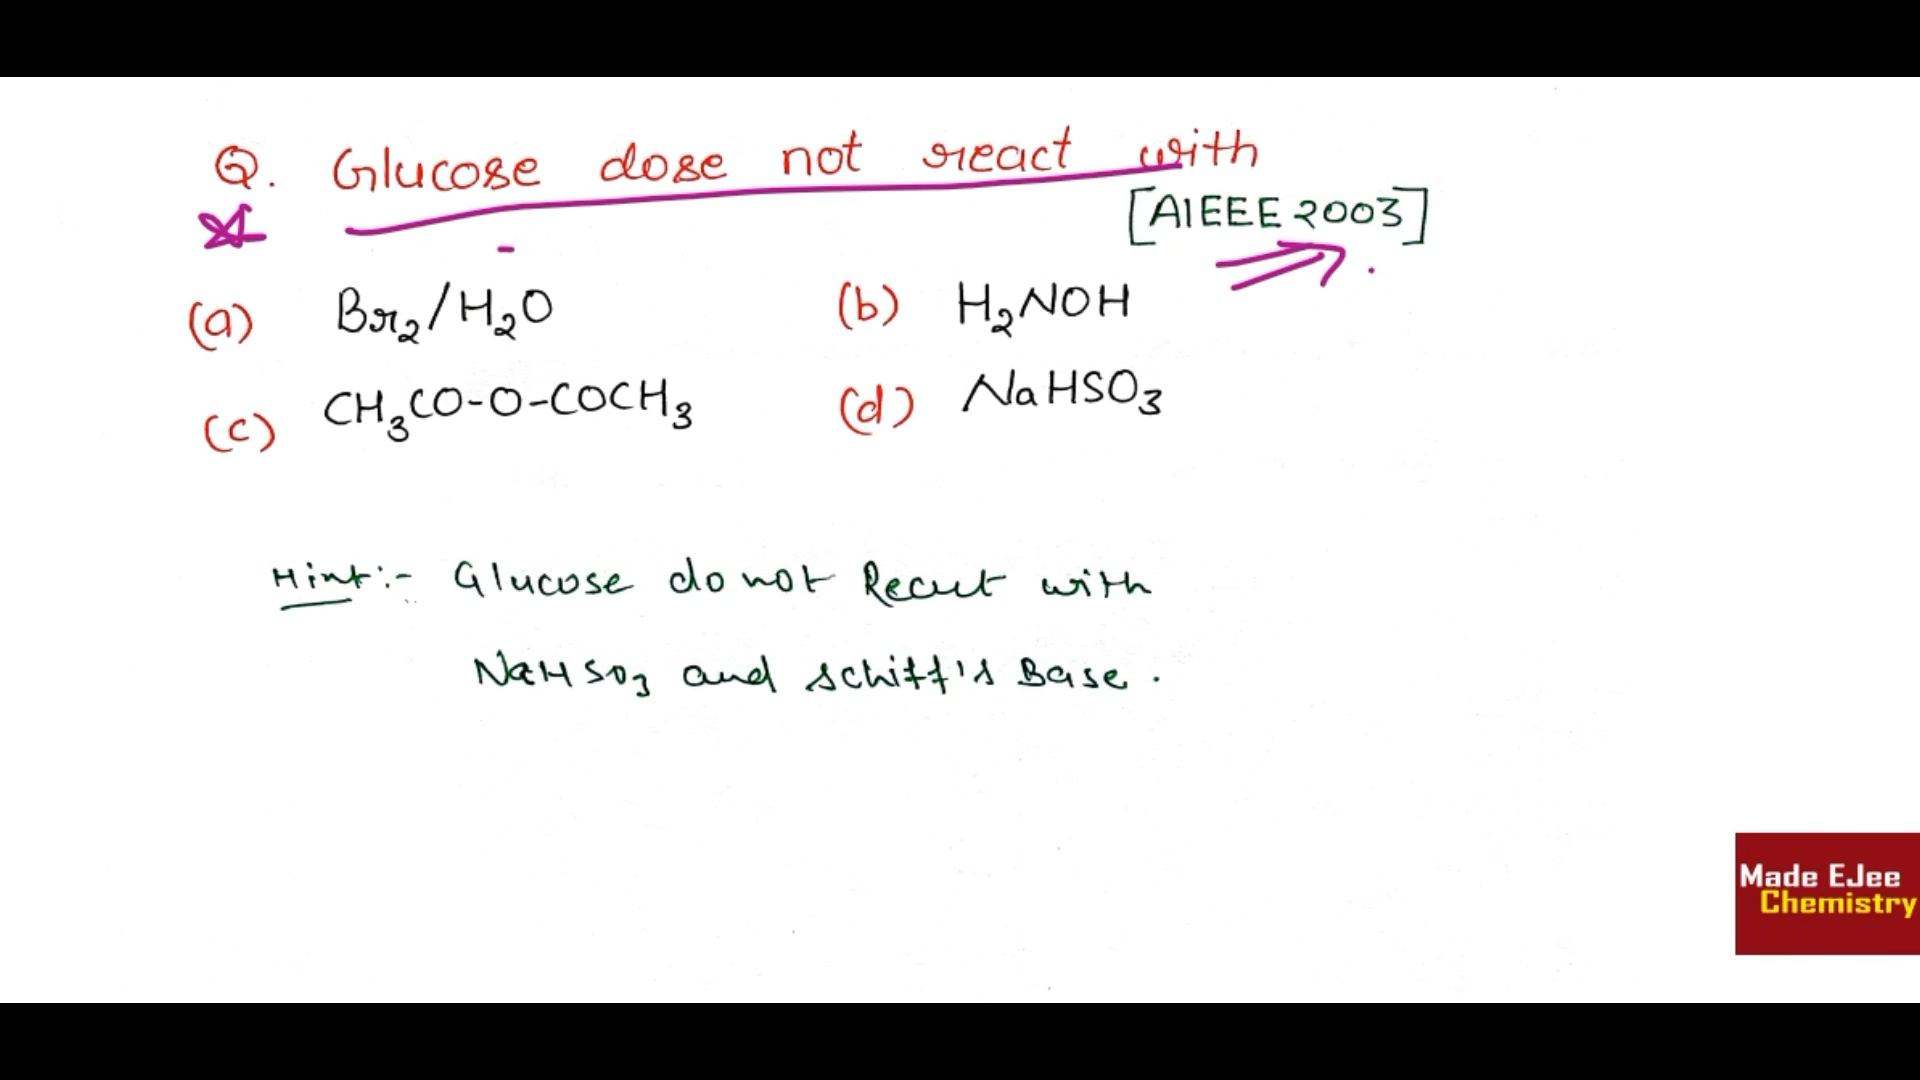 Q. Glucose dose not react with
[AIEEE 2003]
(a) Br₂/H₂O (b) H₂NOH
(c) CH₃CO-O-COCH₃ (d) NaHSO₃
Hint:- Glucose do not Recut with
NaHSO₃ and schiff's Base.
Made EJee
Chemistry